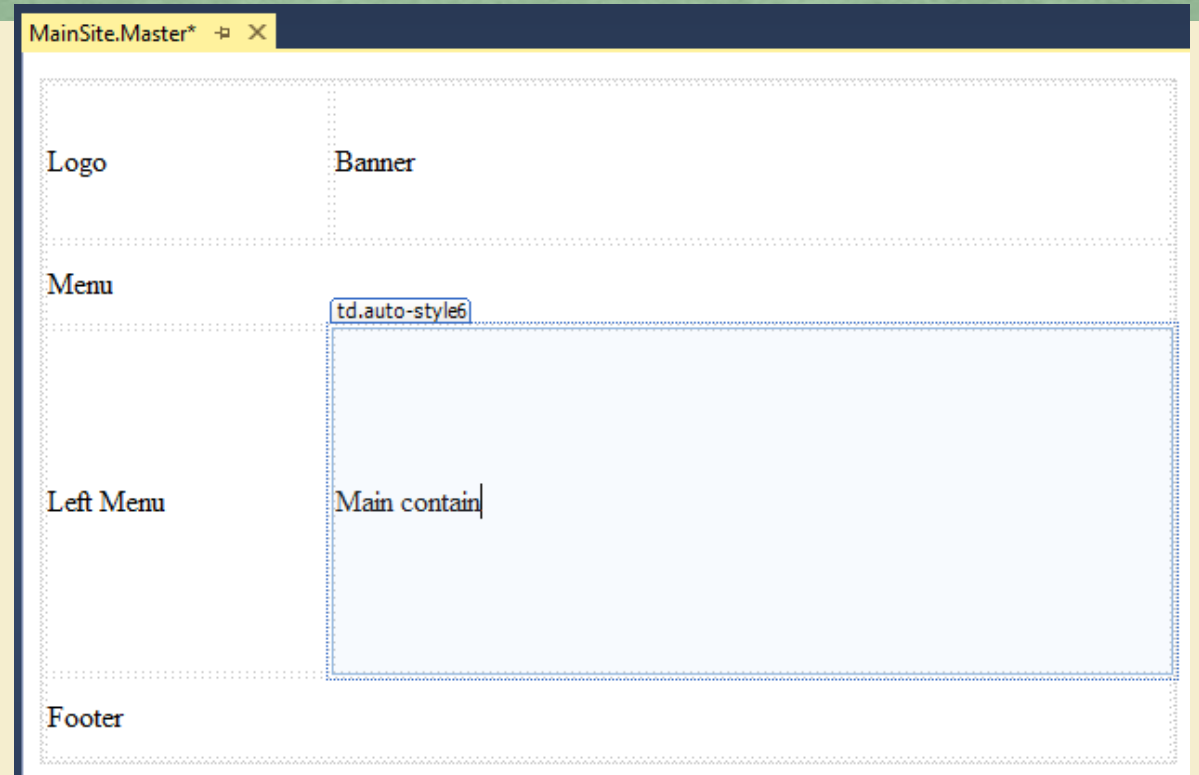 MainSite.Master*
Logo
Banner
Menu
td.auto-style6
Left Menu
Main contain
Footer